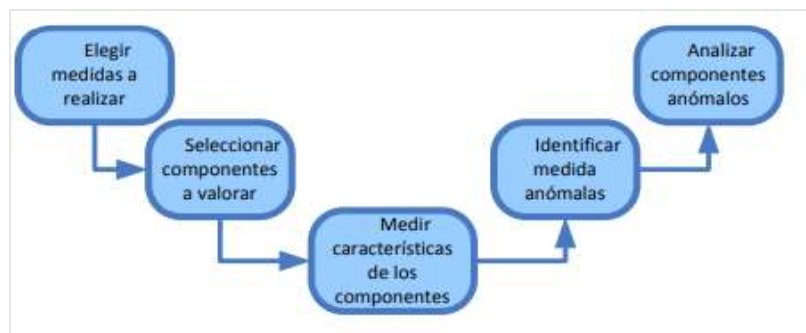 Elegir
medidas a
realizar
Seleccionar
componentes
a valorar
Medir
características
de los
componentes
Identificar
medida
anómalas
Analizar
componentes
anómalos